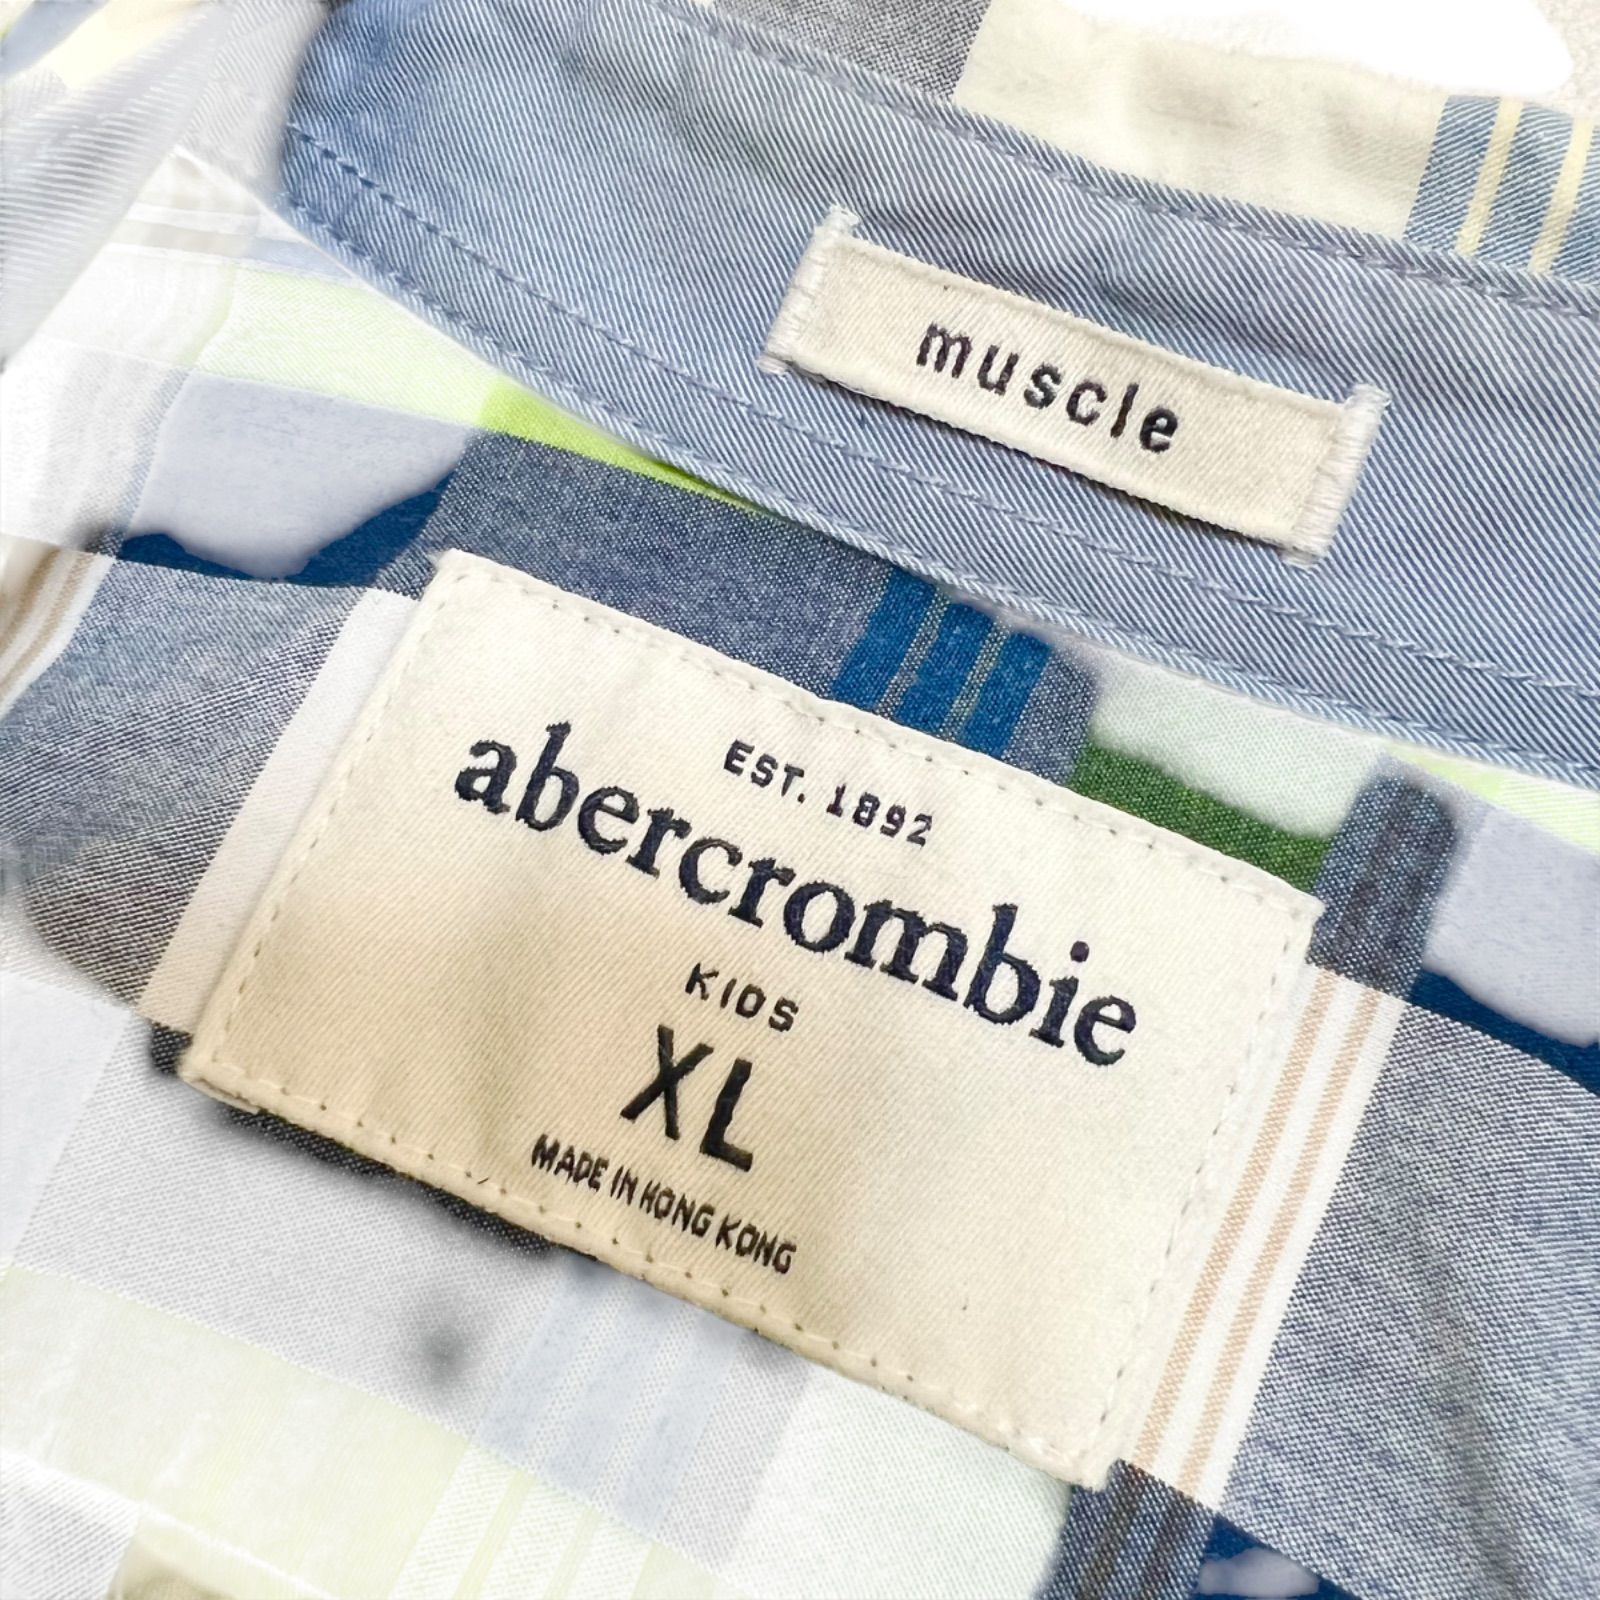 muscle
EST. 1892
abercrombie
KIDS
XL
MADE IN HONG KONG